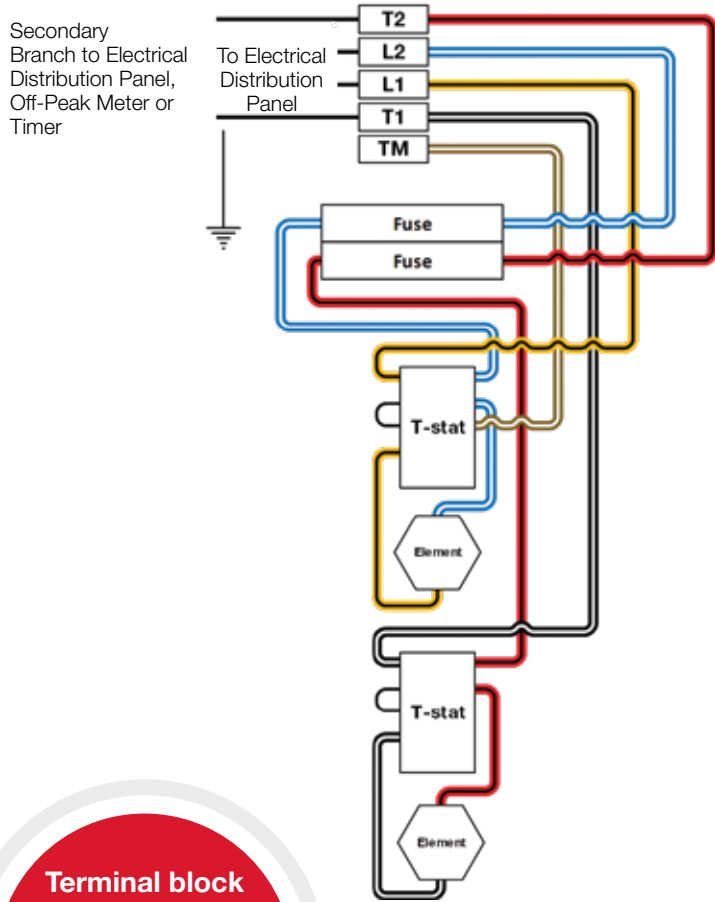 Secondary
Branch to Electrical
Distribution Panel,
Off-Peak Meter or
Timer
To Electrical
Distribution
Panel
T2
L2
L1
T1
TM
Fuse
Fuse
T-stat
Element
T-stat
Element
Terminal block